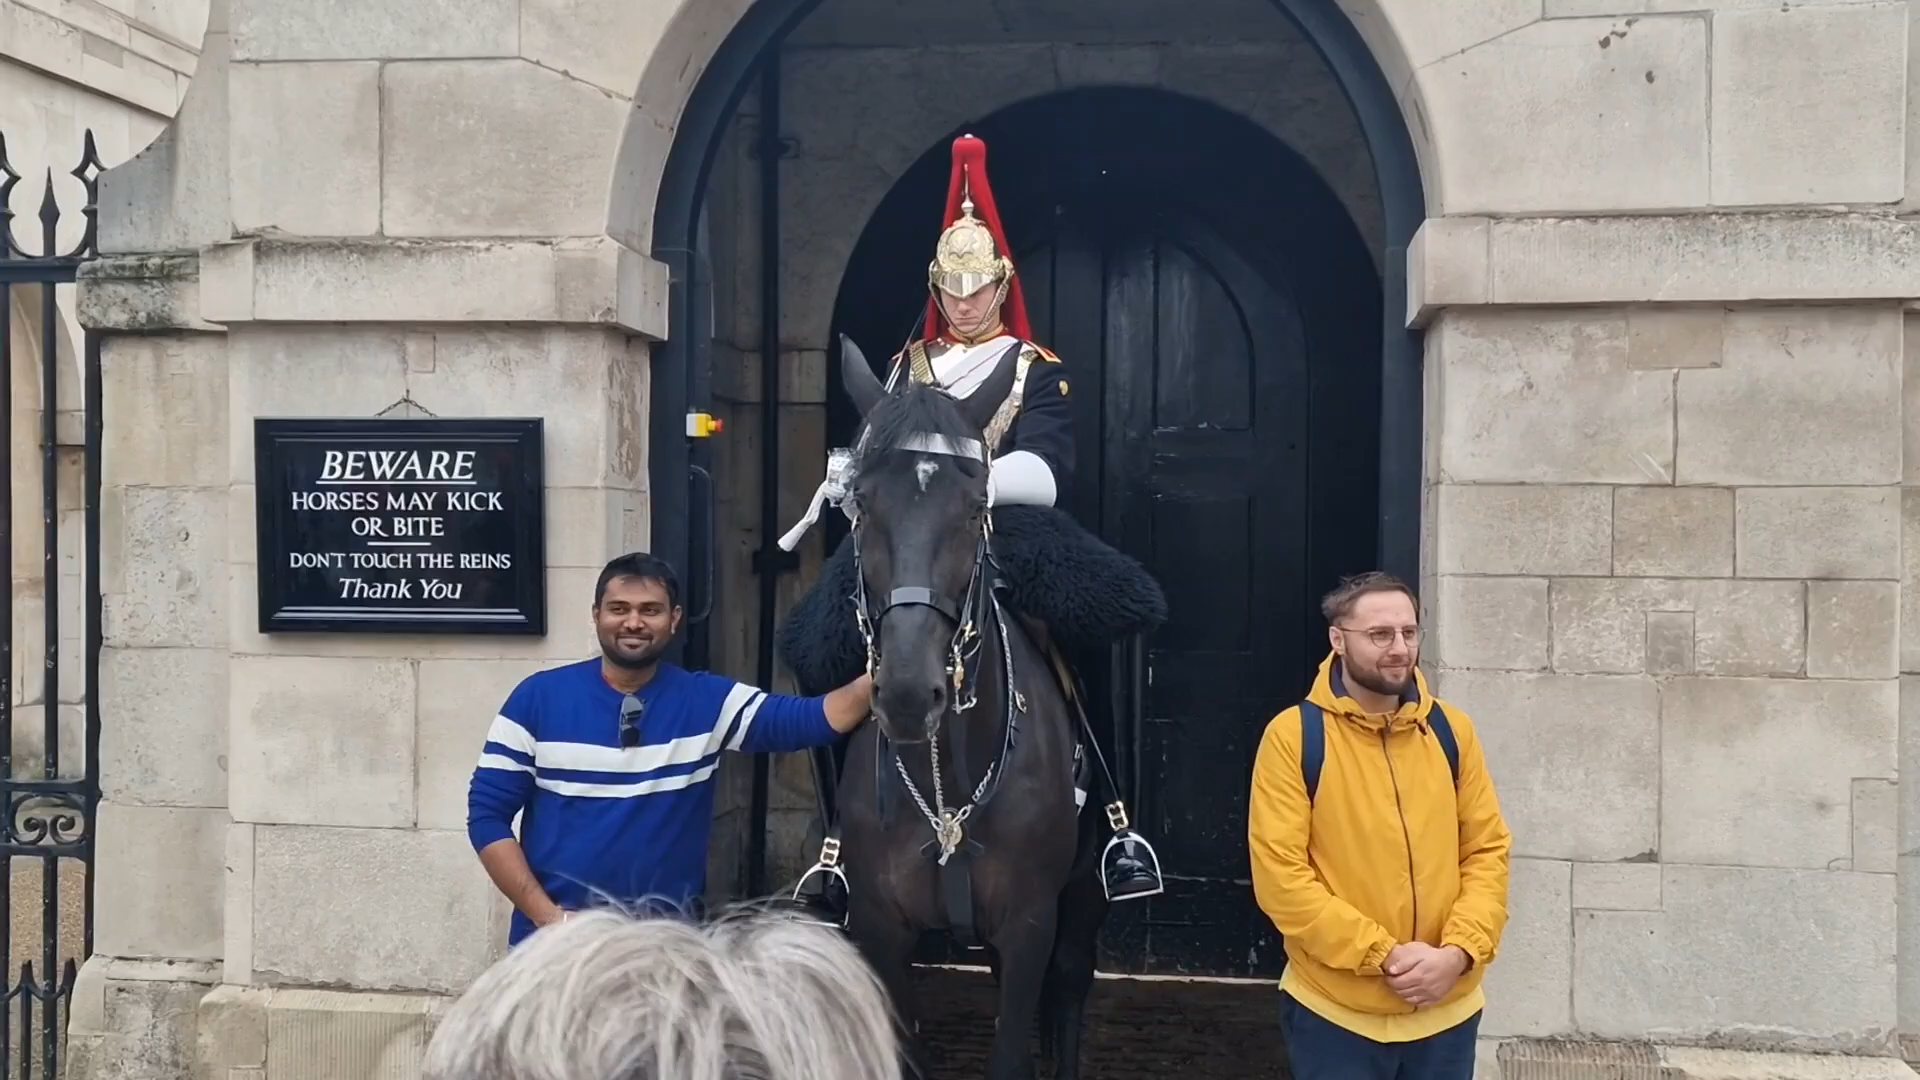 BEWARE
HORSES MAY KICK
OR BITE
DON'T TOUCH THE REINS
Thank You